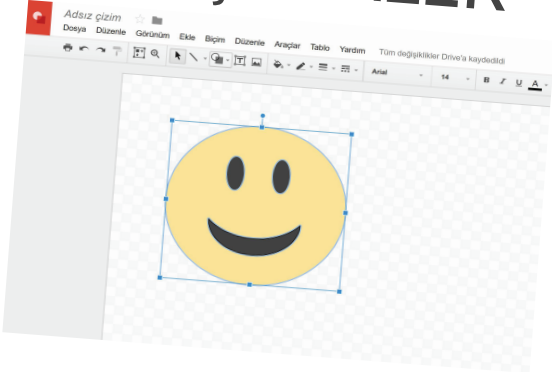 Adsız çizim
Dosya Düzenle Görünüm Ekle Biçim Düzenle Araçlar Tablo Yardım Tüm değişiklikler Drive'a kaydedildi
Arial 14 B I U A